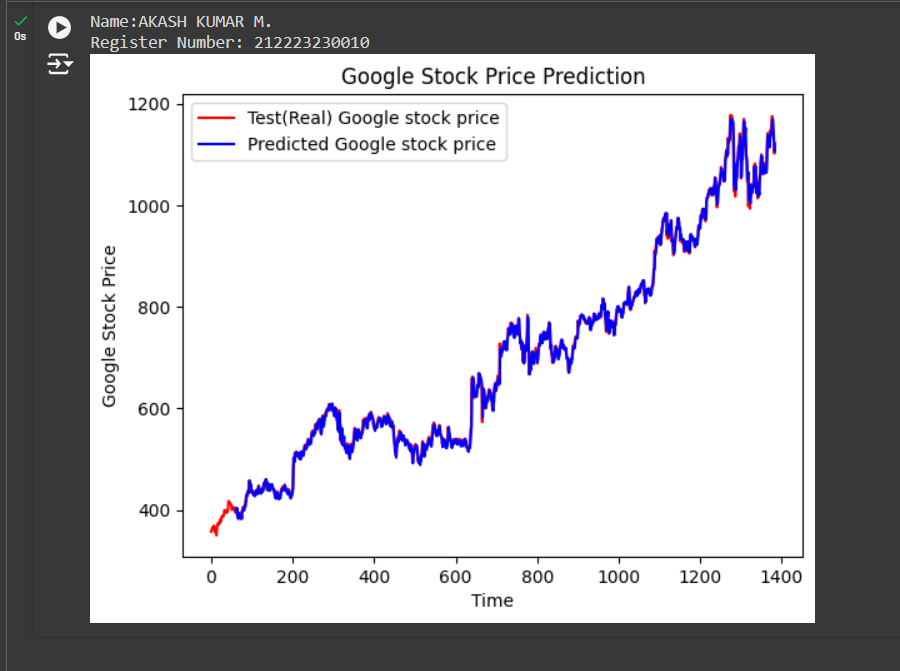 0s
Name:AKASH KUMAR M.
Register Number: 212223230010
Google Stock Price Prediction
Test(Real) Google stock price
Predicted Google stock price
Google Stock Price
1200
1000
800
600
400
0 200 400 600 800 1000 1200 1400
Time